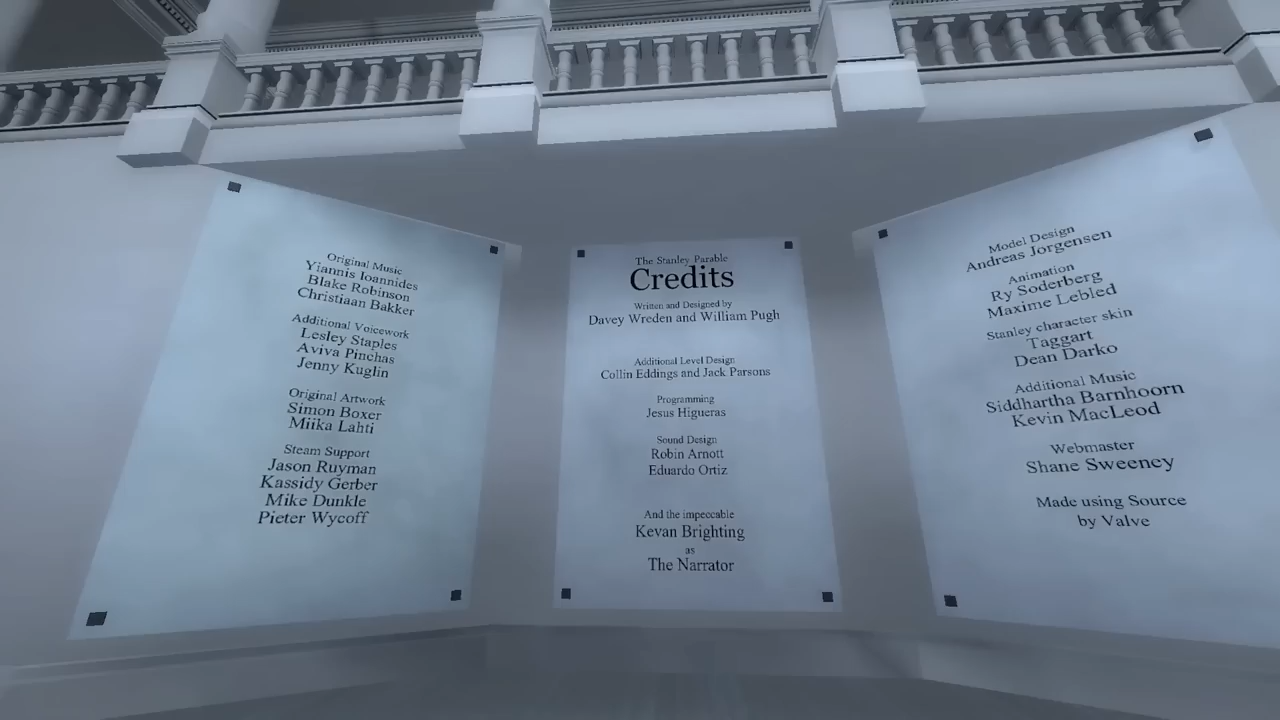 Original Music
Yiannis Ioannides
Blake Robinson
Christiaan Bakker
Additional Voicework
Lesley Staples
Aviva Pinchas
Jenny Kuglin
Original Artwork
Simon Boxer
Miika Lahti
Steam Support
Jason Ruyman
Kassidy Gerber
Mike Dunkle
Pieter Wycoff
The Stanley Parable
Credits
Written and Designed by
Davey Wreden and William Pugh
Additional Level Design
Collin Eddings and Jack Parsons
Programming
Jesus Higueras
Sound Design
Robin Arnott
Eduardo Ortiz
And the impeccable
Kevan Brighting
as
The Narrator
Model Design
Andreas Jorgensen
Animation
Ry Soderberg
Maxime Lebled
Stanley character skin
Taggart
Dean Darko
Additional Music
Siddhartha Barnhoorn
Kevin MacLeod
Webmaster
Shane Sweeney
Made using Source
by Valve